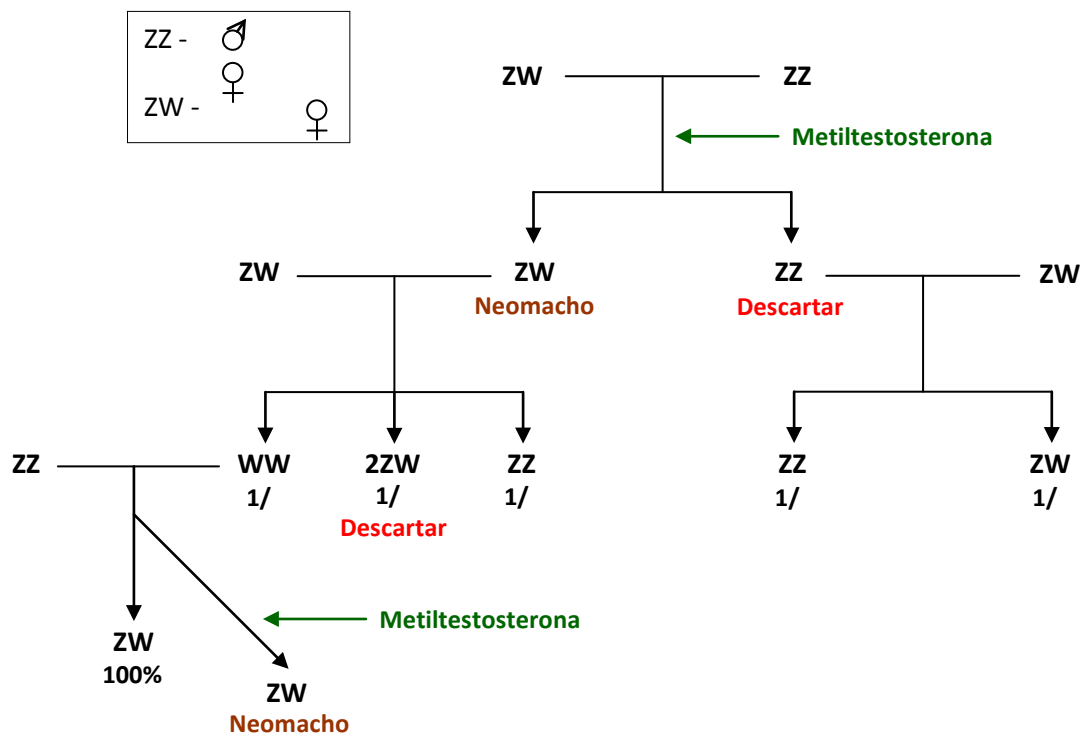 ZZ -
ZW -
ZW ZZ
Metiltestosterona
ZW ZW ZZ ZW
Neomacho Descartar
ZZ WW 2ZW ZZ ZZ ZW
1/ 1/ 1/ 1/ 1/
Descartar
Metiltestosterona
ZW
100%
ZW
Neomacho